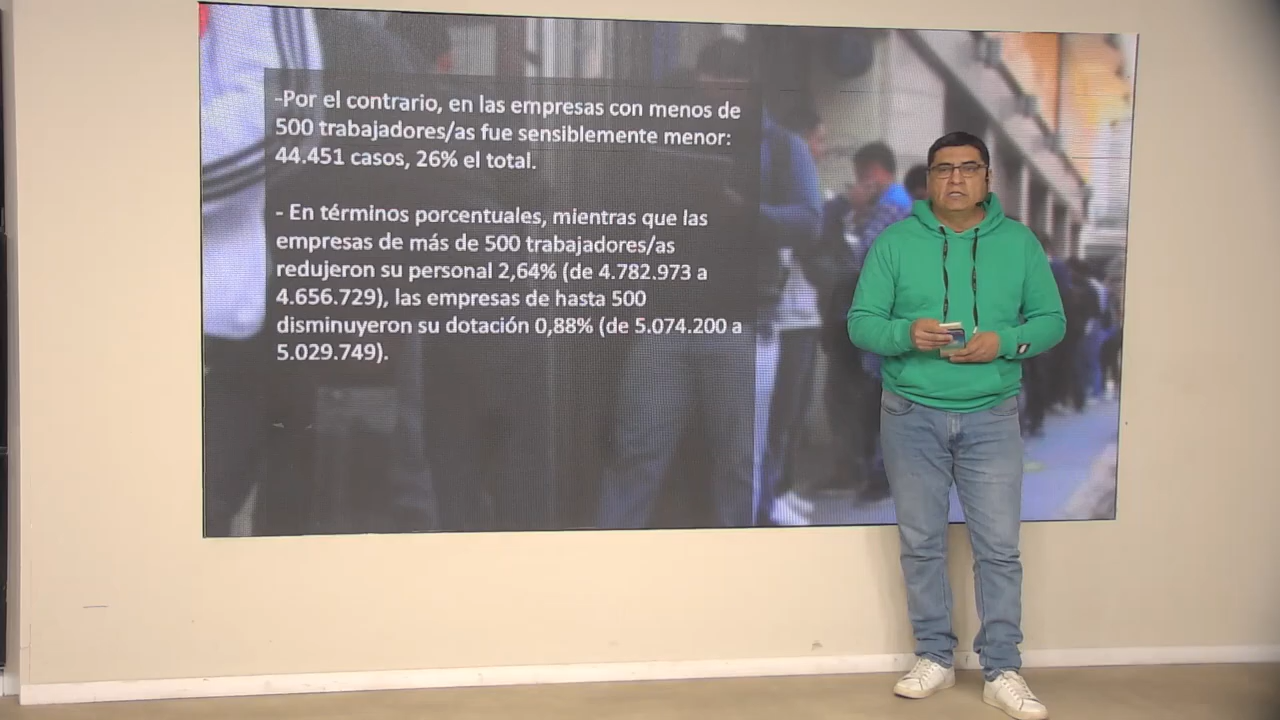 -Por el contrario, en las empresas con menos de
500 trabajadores/as fue sensiblemente menor:
44.451 casos, 26% el total.
- En términos porcentuales, mientras que las
empresas de más de 500 trabajadores/as
redujeron su personal 2,64% (de 4.782.973 a
4.656.729), las empresas de hasta 500
disminuyeron su dotación 0,88% (de 5.074.200 a
5.029.749).